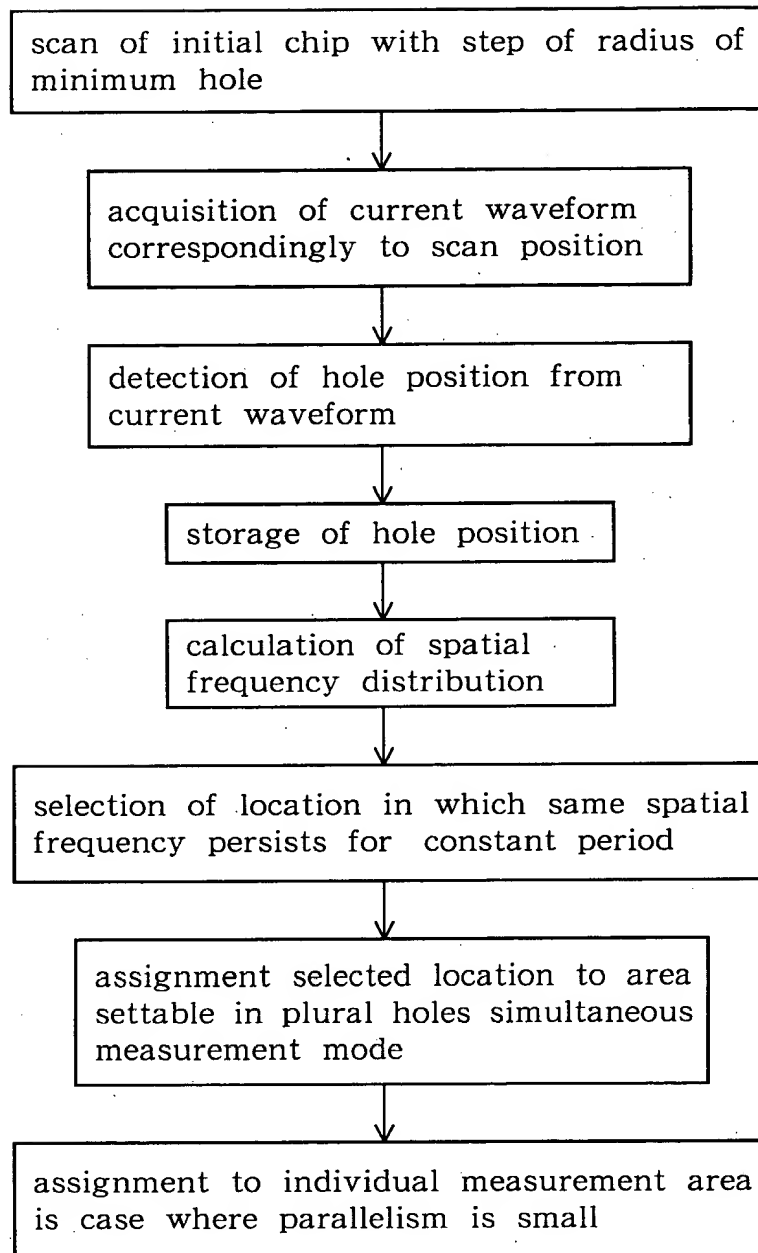 scan of initial chip with step of radius of
minimum hole
acquisition of current waveform
correspondingly to scan position
detection of hole position from
current waveform
storage of hole position
calculation of spatial
frequency distribution
selection of location in which same spatial
frequency persists for constant period
assignment selected location to area
settable in plural holes simultaneous
measurement mode
assignment to individual measurement area
is case where parallelism is small